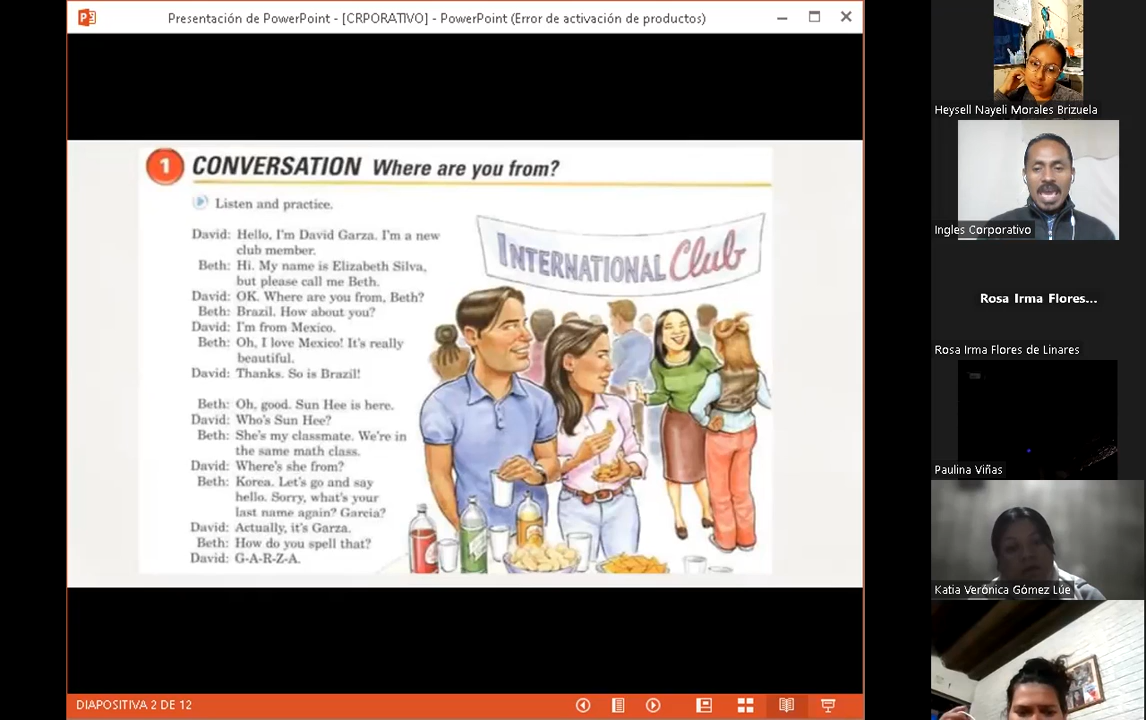 Presentación de PowerPoint - [CRPORATIVO] - PowerPoint (Error de activación de productos)
1 CONVERSATION Where are you from?
Listen and practice.
David: Hello, I'm David Garza. I'm a new
club member.
Beth: Hi. My name is Elizabeth Silva,
but please call me Beth.
David: OK. Where are you from, Beth?
Beth: Brazil. How about you?
David: I'm from Mexico.
Beth: Oh, I love Mexico! It's really
beautiful.
David: Thanks. So is Brazil!
Beth: Oh, good. Sun Hee is here.
David: Who's Sun Hee?
Beth: She's my classmate. We're in
the same math class.
David: Where's she from?
Beth: Korea. Let's go and say
hello. Sorry, what's your
last name again? Garcia?
David: Actually, it's Garza.
Beth: How do you spell that?
David: G-A-R-Z-A.
INTERNATIONAL Club
DIAPOSITIVA 2 DE 12
Heysell Nayeli Morales Brizuela
Ingles Corporativo
Rosa Irma Flores...
Rosa Irma Flores de Linares
Paulina Viñas
Katia Verónica Gómez Lúe